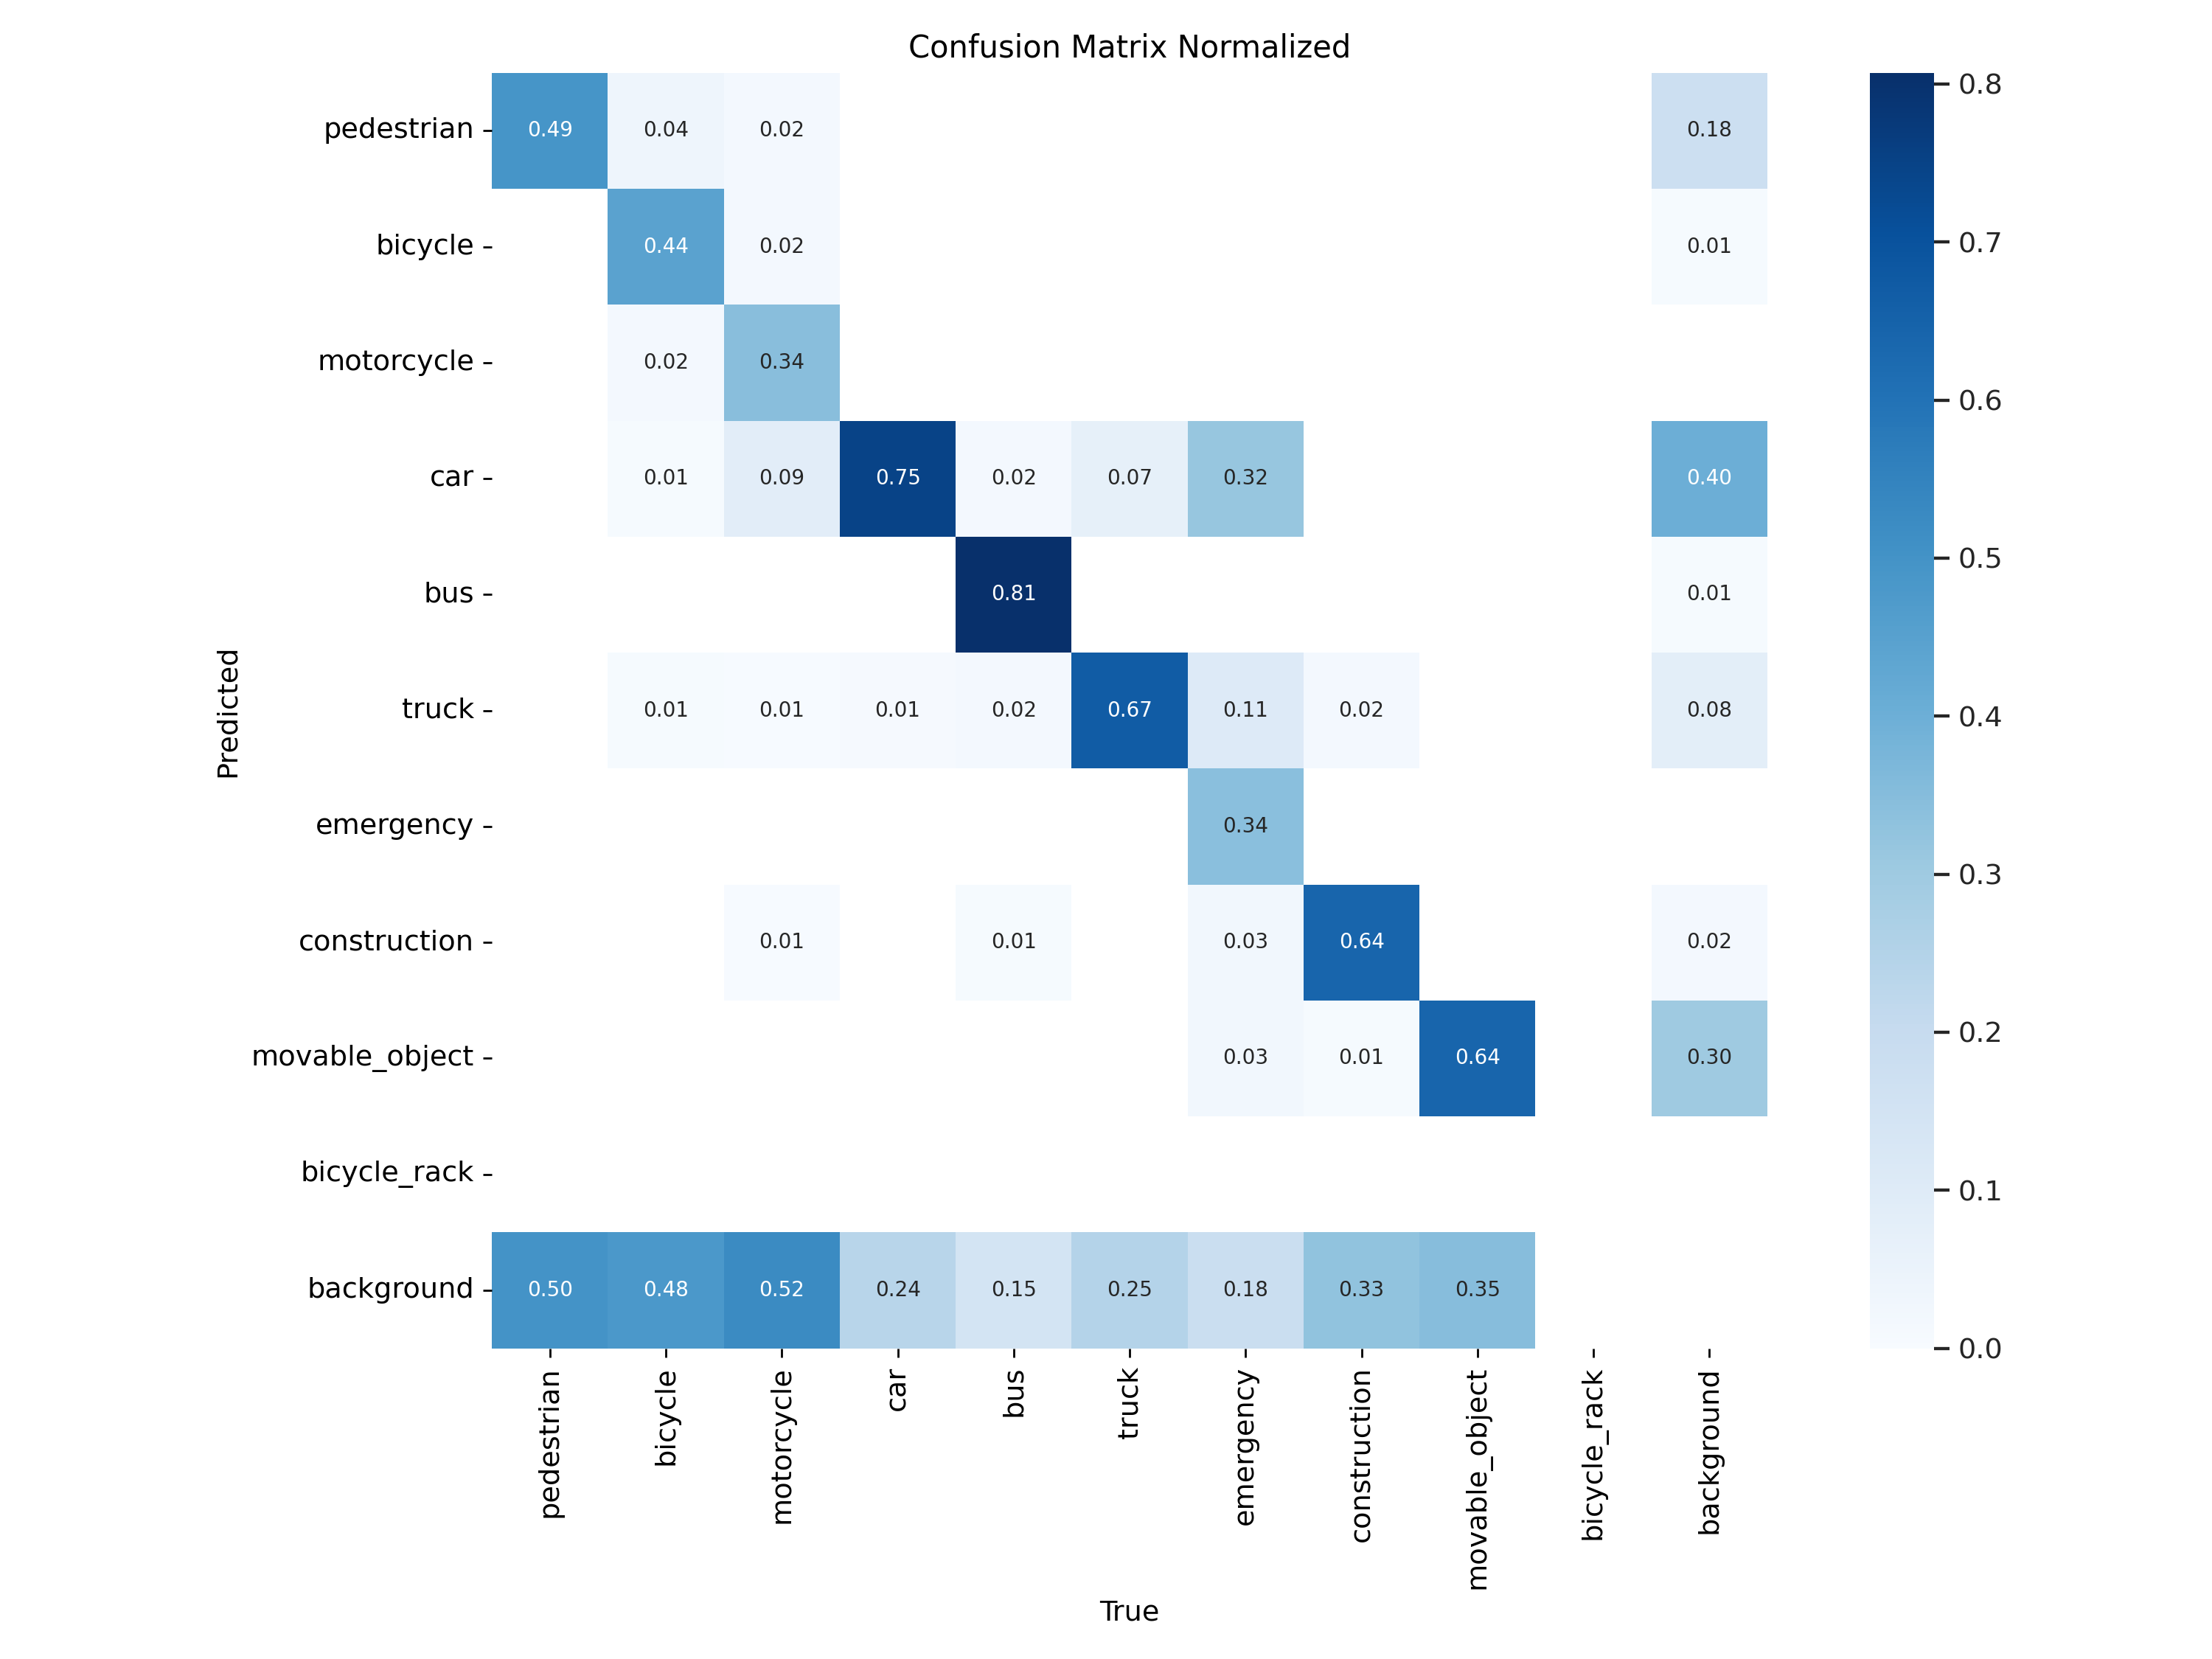 Confusion Matrix Normalized
pedestrian 0.49 0.04 0.02 0.18
bicycle 0.44 0.02 0.01
motorcycle 0.02 0.34
car 0.01 0.09 0.75 0.02 0.07 0.32 0.40
bus 0.81 0.01
truck 0.01 0.01 0.01 0.02 0.67 0.11 0.02 0.08
emergency 0.34
construction 0.01 0.01 0.03 0.64 0.02
movable_object 0.03 0.01 0.64 0.30
bicycle_rack
background 0.50 0.48 0.52 0.24 0.15 0.25 0.18 0.33 0.35
Predicted
pedestrian
bicycle
motorcycle
car
bus
truck
emergency
construction
movable_object
bicycle_rack
background
True
0.8
0.7
0.6
0.5
0.4
0.3
0.2
0.1
0.0